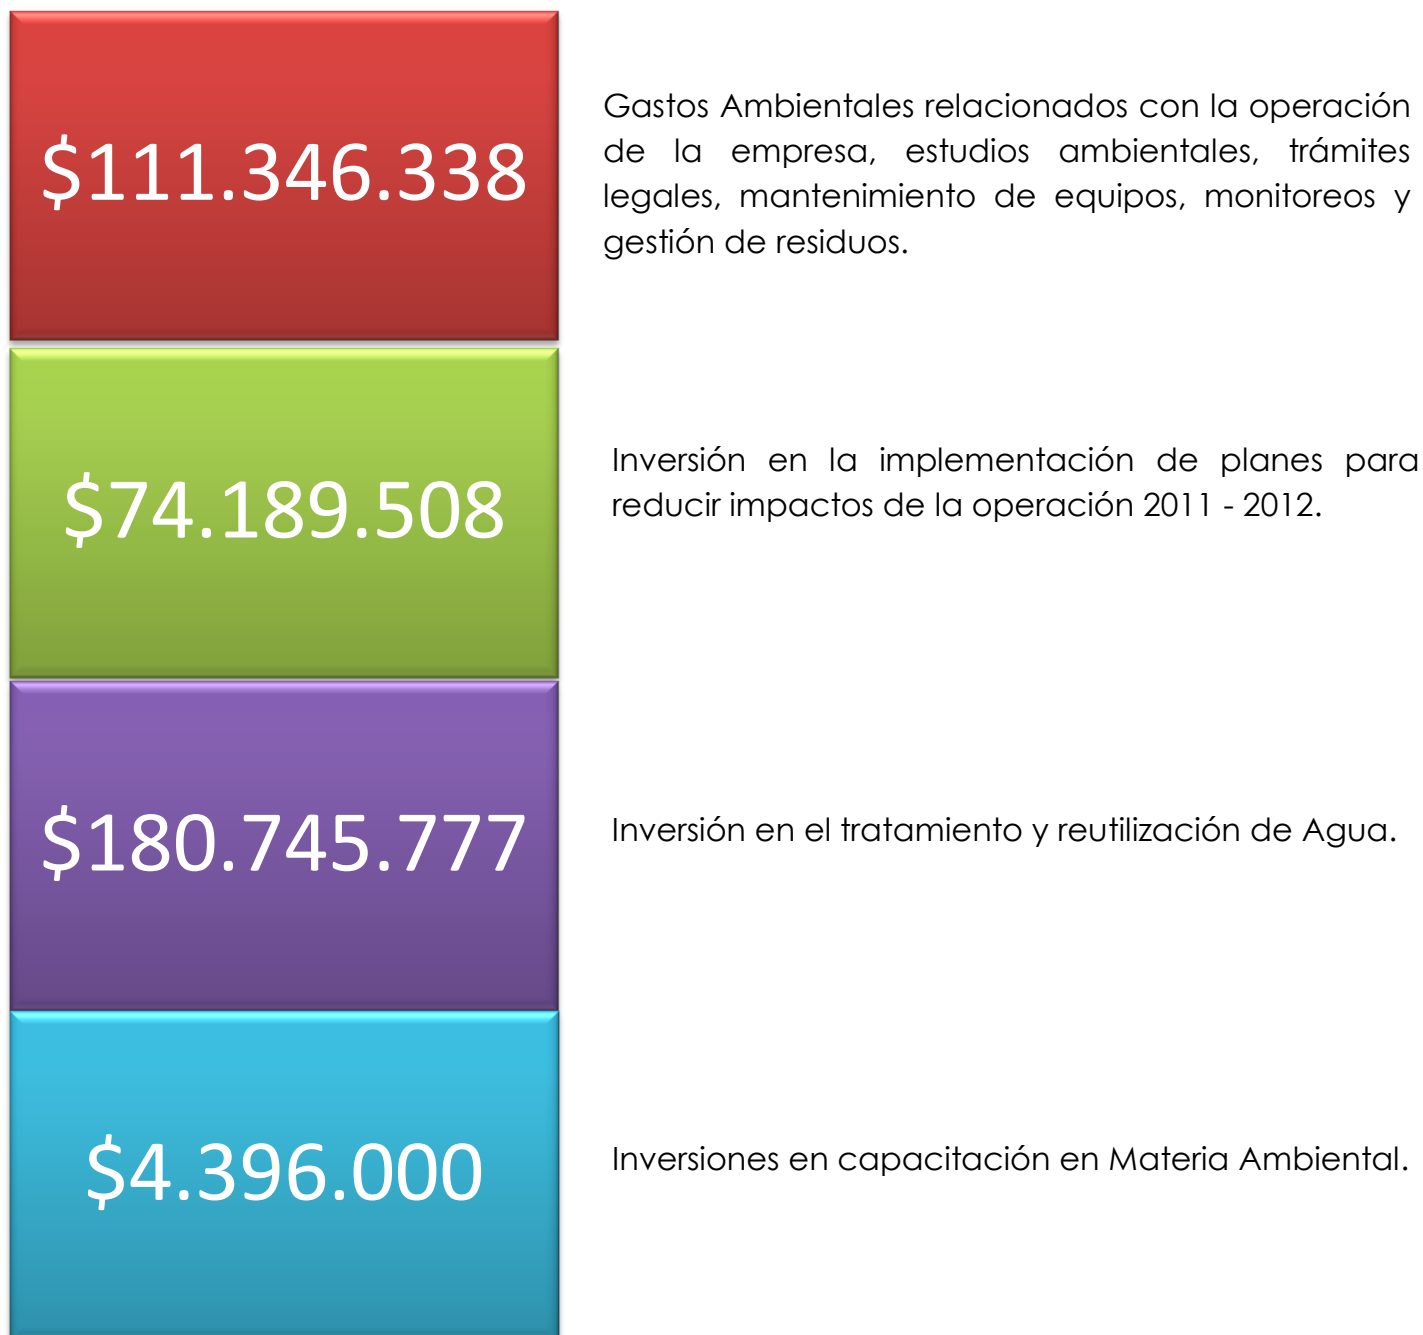 $111.346.338
Gastos Ambientales relacionados con la operación
de la empresa, estudios ambientales, trámites
legales, mantenimiento de equipos, monitoreos y
gestión de residuos.
$74.189.508
Inversión en la implementación de planes para
reducir impactos de la operación 2011 - 2012.
$180.745.777
Inversión en el tratamiento y reutilización de Agua.
$4.396.000
Inversiones en capacitación en Materia Ambiental.